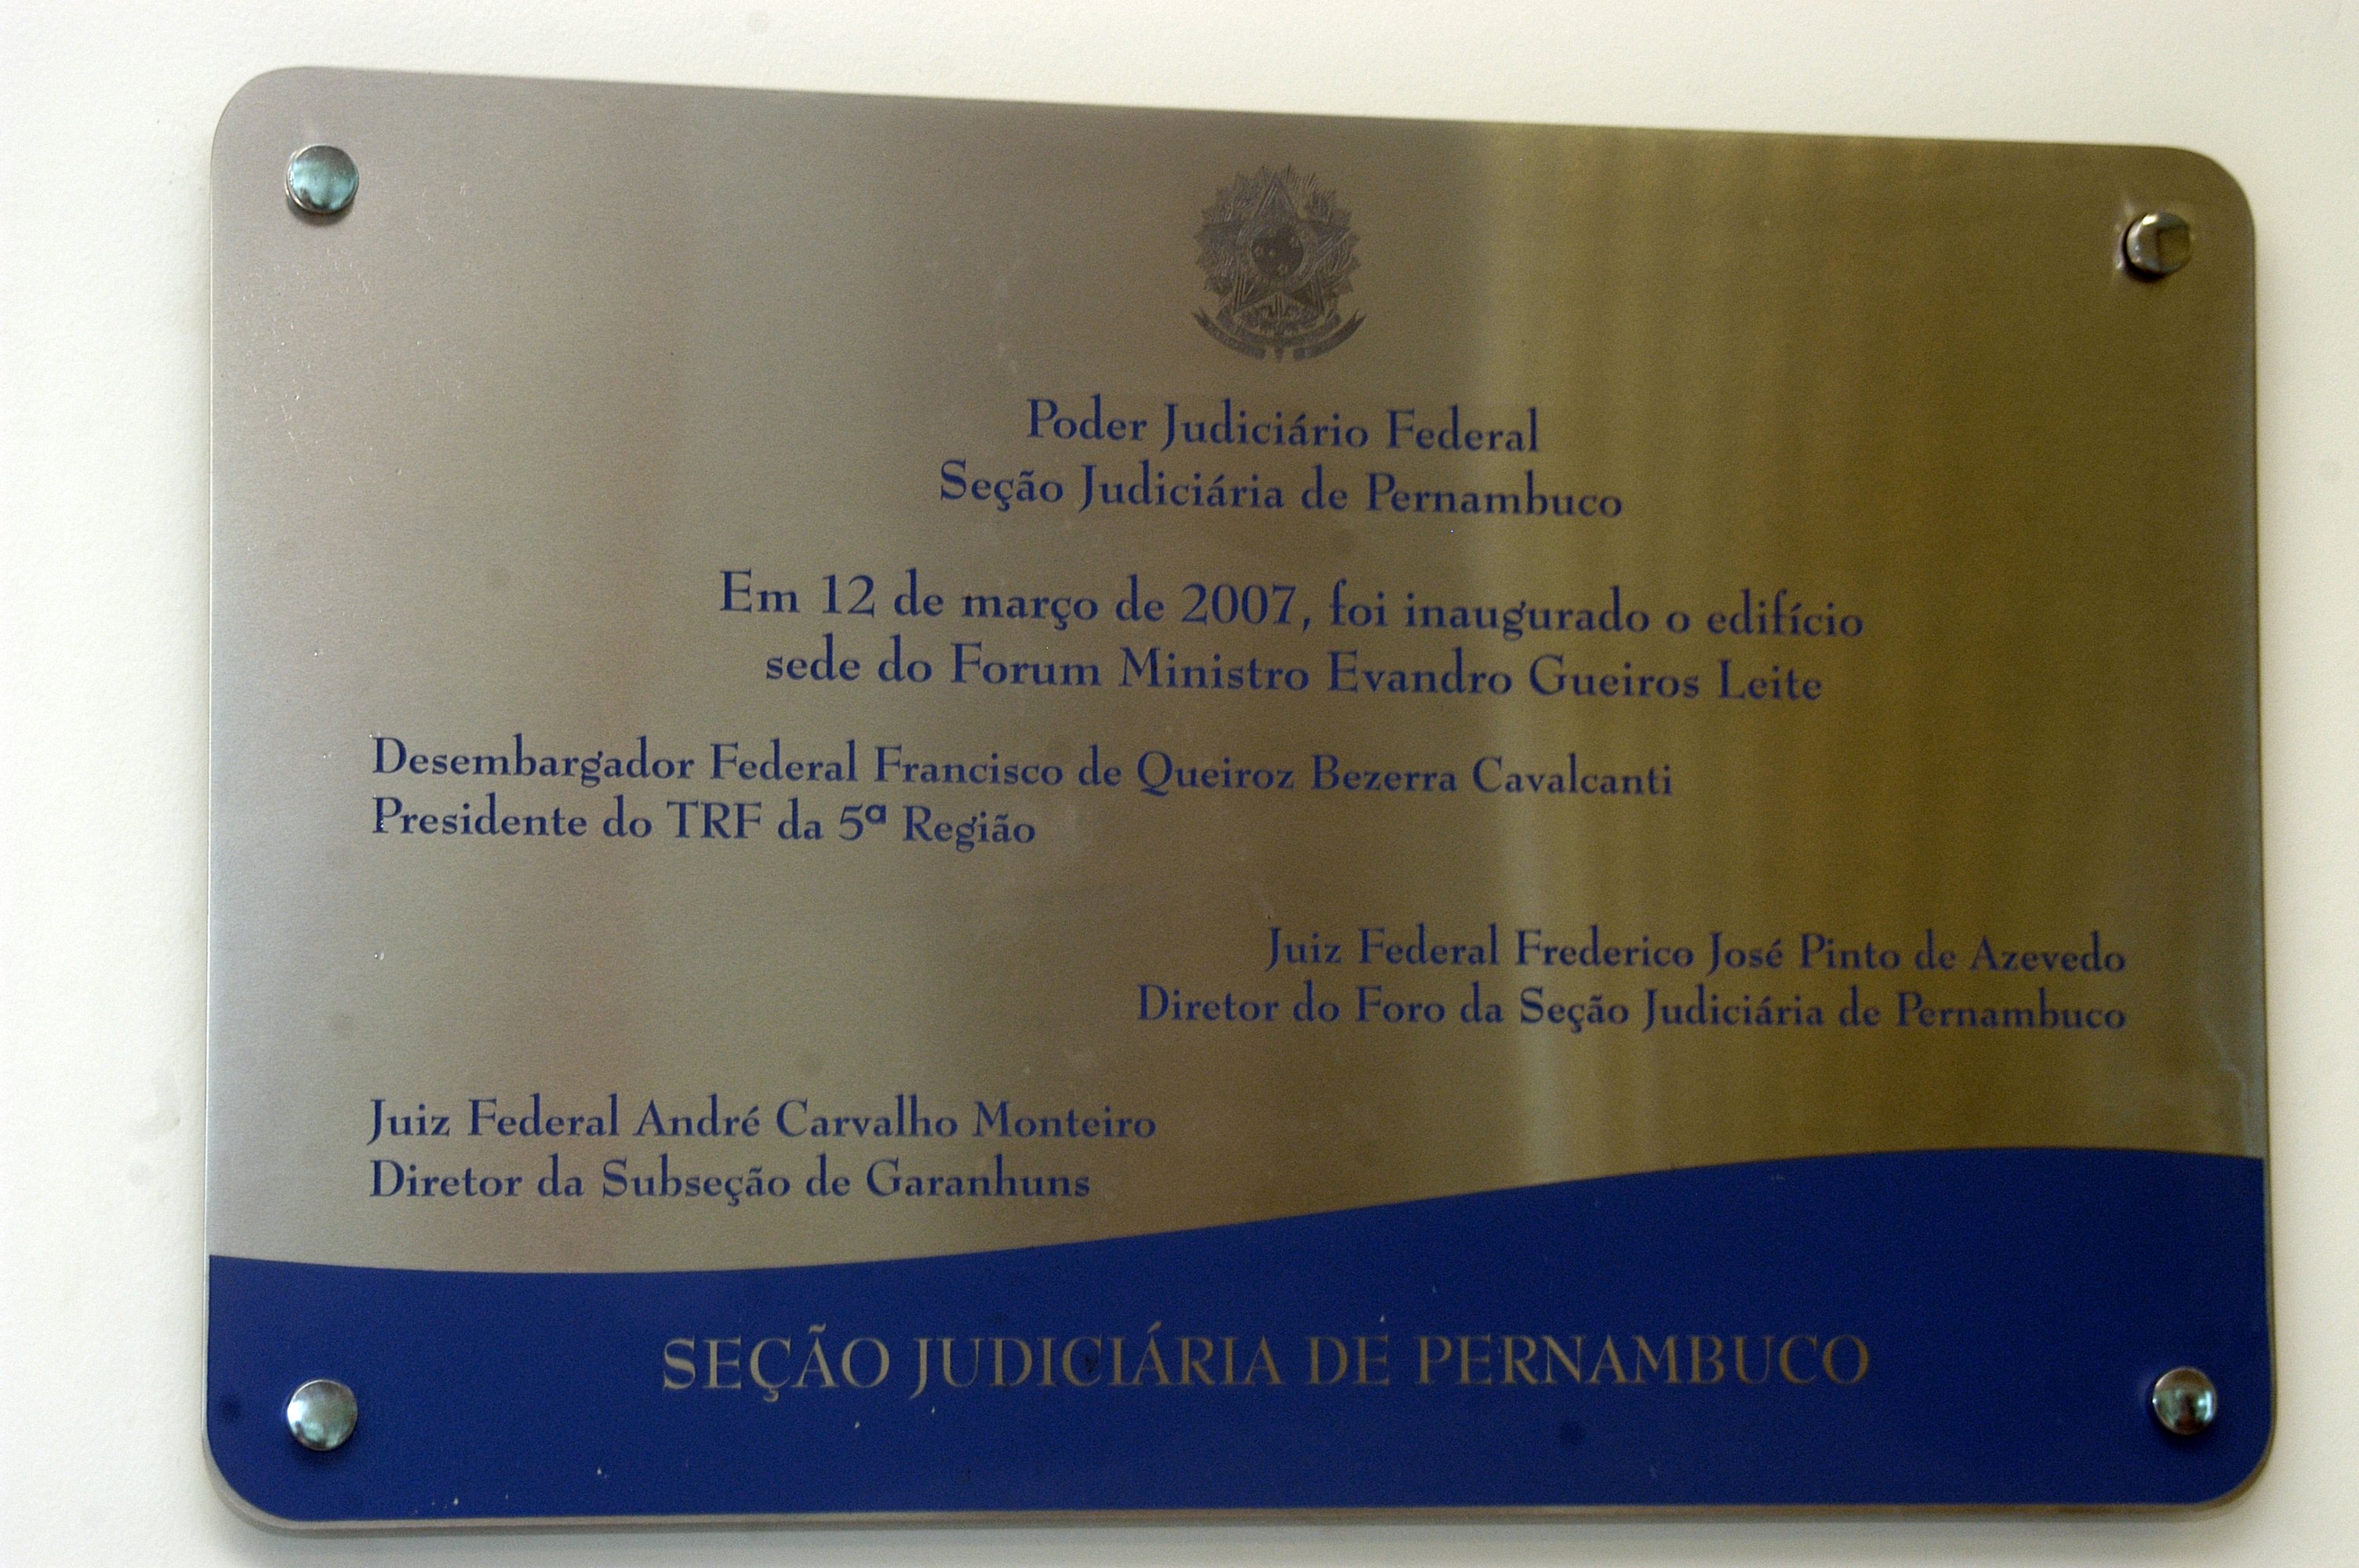 Poder Judiciário Federal
Seção Judiciária de Pernambuco
Em 12 de março de 2007, foi inaugurado o edifício
sede do Forum Ministro Evandro Gueiros Leite
Desembargador Federal Francisco de Queiroz Bezerra Cavalcanti
Presidente do TRF da 5ª Região
Juiz Federal Frederico José Pinto de Azevedo
Diretor do Foro da Seção Judiciária de Pernambuco
Juiz Federal André Carvalho Monteiro
Diretor da Subseção de Garanhuns
SEÇÃO JUDICIÁRIA DE PERNAMBUCO